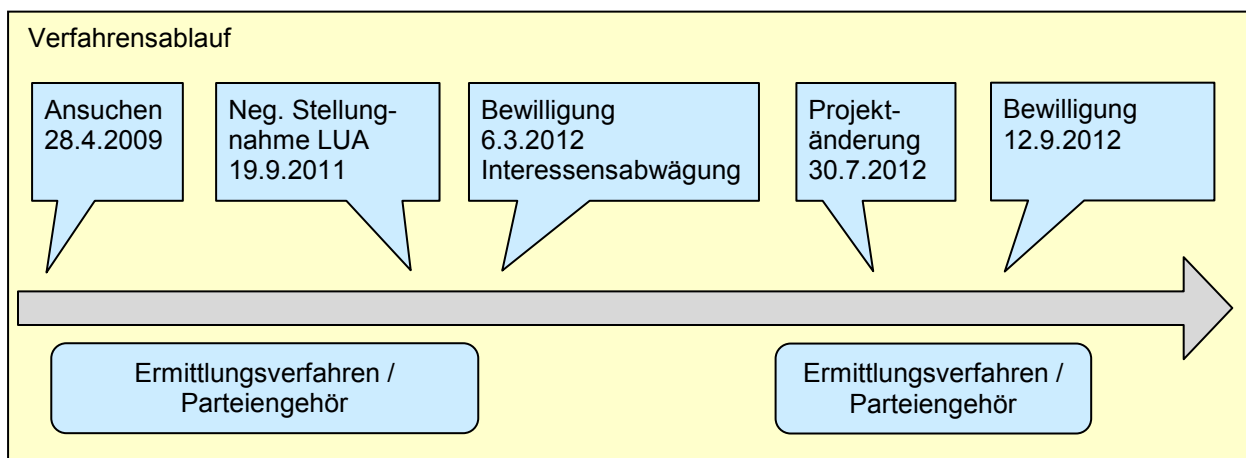 Verfahrensablauf
Ansuchen
28.4.2009
Neg. Stellung-
nahme LUA
19.9.2011
Bewilligung
6.3.2012
Interessensabwägung
Projekt-
änderung
30.7.2012
Bewilligung
12.9.2012
Ermittlungsverfahren /
Parteiengehör
Ermittlungsverfahren /
Parteiengehör